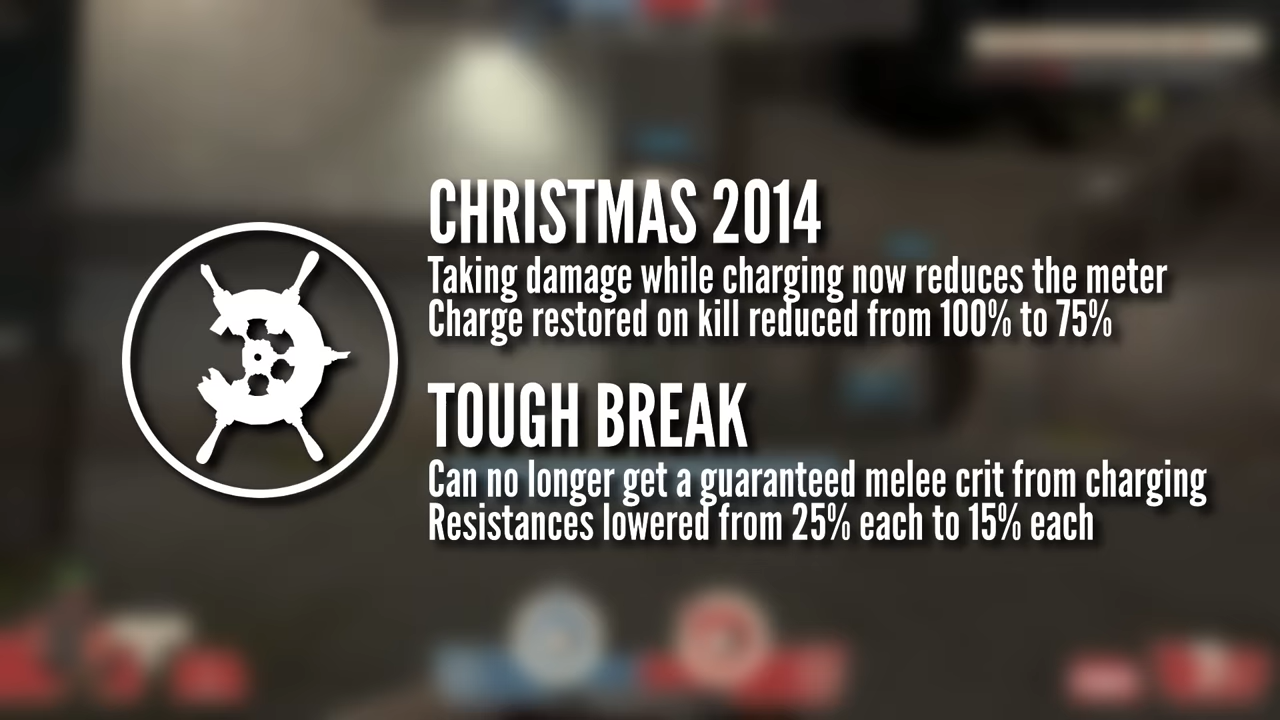 CHRISTMAS 2014
Taking damage while charging now reduces the meter
Charge restored on kill reduced from 100% to 75%
TOUGH BREAK
Can no longer get a guaranteed melee crit from charging
Resistances lowered from 25% each to 15% each